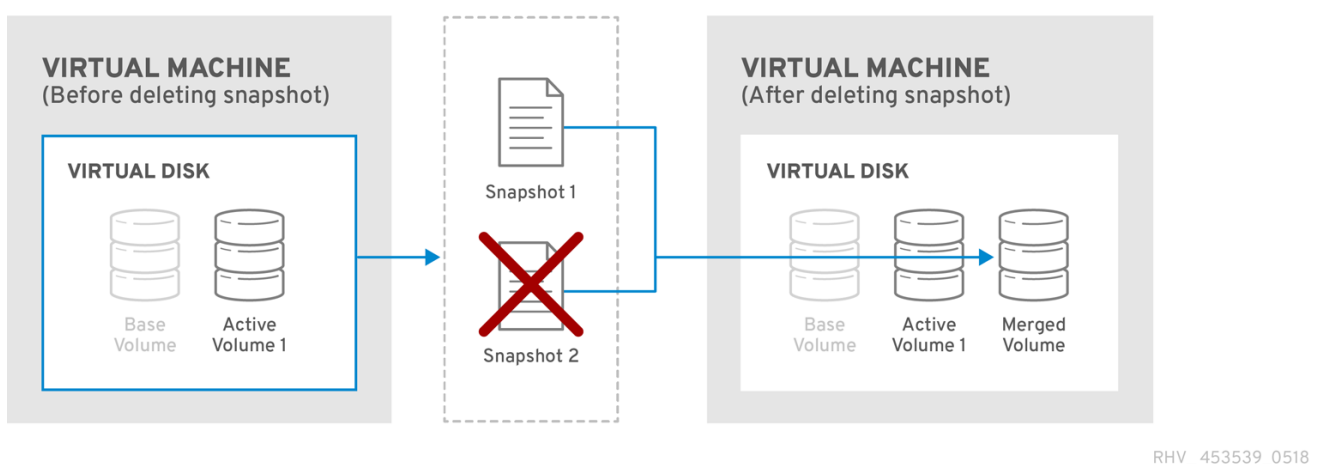 VIRTUAL MACHINE
(Before deleting snapshot)
VIRTUAL DISK
Base
Volume
Active
Volume 1
Snapshot 1
Snapshot 2
VIRTUAL MACHINE
(After deleting snapshot)
VIRTUAL DISK
Base
Volume
Active
Volume 1
Merged
Volume
RHV 453539 0518